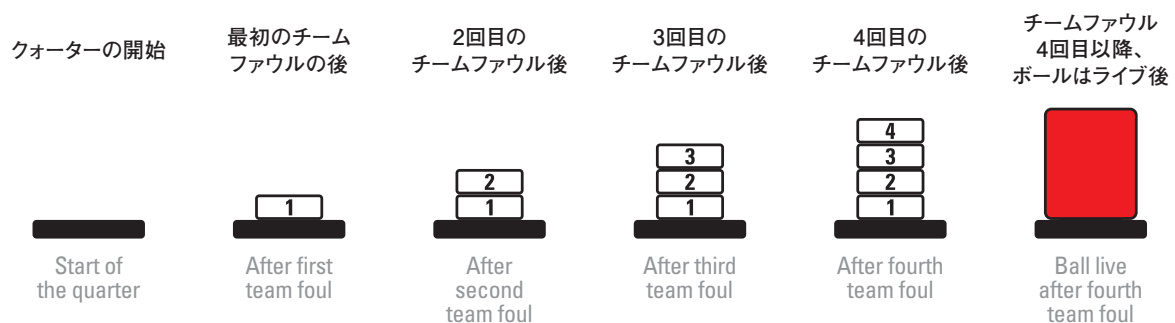 クォーターの開始
最初のチーム
ファウルの後
2回目の
チームファウル後
3回目の
チームファウル後
4回目の
チームファウル後
チームファウル
4回目以降、
ボールはライブ後
1
2
1
3
2
1
4
3
2
1
Start of
the quarter
After first
team foul
After
second
team foul
After third
team foul
After fourth
team foul
Ball live
after fourth
team foul